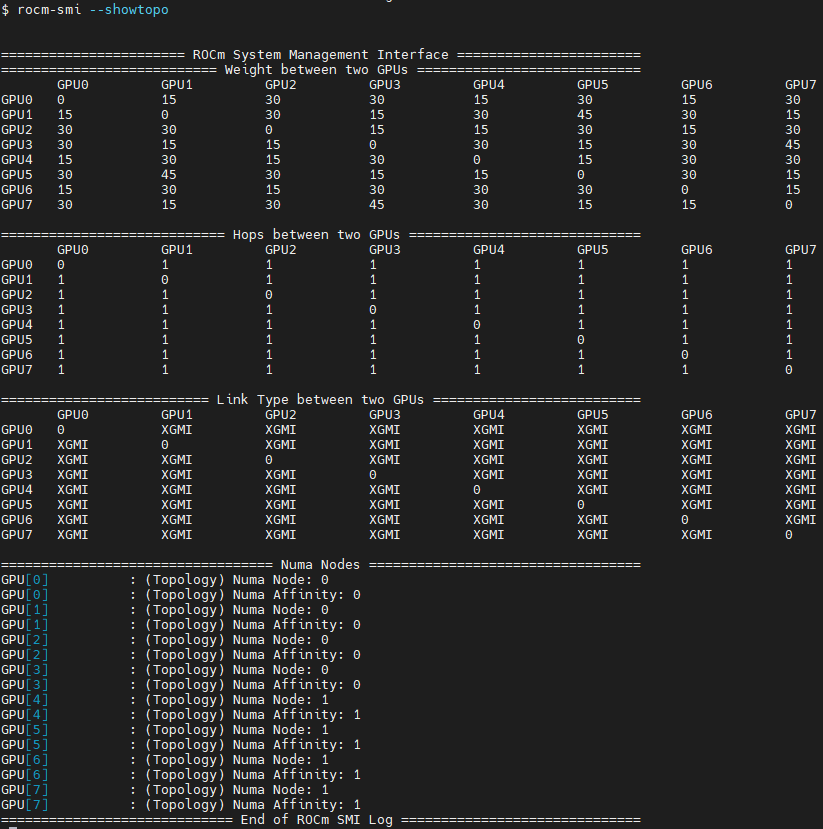 $ rocm-smi --showtopo
======================= ROCm System Management Interface =======================
=========================== Weight between two GPUs ============================
       GPU0         GPU1         GPU2         GPU3         GPU4         GPU5         GPU6         GPU7
GPU0   0            15           30           30           15           30           15           30
GPU1   15           0            30           15           30           45           30           15
GPU2   30           30           0            15           15           30           15           30
GPU3   30           15           15           0            30           15           30           45
GPU4   15           30           15           30           0            15           30           30
GPU5   30           45           30           15           15           0            30           15
GPU6   15           30           15           30           30           30           0            15
GPU7   30           15           30           45           30           15           15           0
============================ Hops between two GPUs =============================
       GPU0         GPU1         GPU2         GPU3         GPU4         GPU5         GPU6         GPU7
GPU0   0            1            1            1            1            1            1            1
GPU1   1            0            1            1            1            1            1            1
GPU2   1            1            0            1            1            1            1            1
GPU3   1            1            1            0            1            1            1            1
GPU4   1            1            1            1            0            1            1            1
GPU5   1            1            1            1            1            0            1            1
GPU6   1            1            1            1            1            1            0            1
GPU7   1            1            1            1            1            1            1            0
========================== Link Type between two GPUs ==========================
       GPU0         GPU1         GPU2         GPU3         GPU4         GPU5         GPU6         GPU7
GPU0   0            XGMI         XGMI         XGMI         XGMI         XGMI         XGMI         XGMI
GPU1   XGMI         0            XGMI         XGMI         XGMI         XGMI         XGMI         XGMI
GPU2   XGMI         XGMI         0            XGMI         XGMI         XGMI         XGMI         XGMI
GPU3   XGMI         XGMI         XGMI         0            XGMI         XGMI         XGMI         XGMI
GPU4   XGMI         XGMI         XGMI         XGMI         0            XGMI         XGMI         XGMI
GPU5   XGMI         XGMI         XGMI         XGMI         XGMI         0            XGMI         XGMI
GPU6   XGMI         XGMI         XGMI         XGMI         XGMI         XGMI         0            XGMI
GPU7   XGMI         XGMI         XGMI         XGMI         XGMI         XGMI         XGMI         0
================================== Numa Nodes ==================================
GPU[0]          : (Topology) Numa Node: 0
GPU[0]          : (Topology) Numa Affinity: 0
GPU[1]          : (Topology) Numa Node: 0
GPU[1]          : (Topology) Numa Affinity: 0
GPU[2]          : (Topology) Numa Node: 0
GPU[2]          : (Topology) Numa Affinity: 0
GPU[3]          : (Topology) Numa Node: 0
GPU[3]          : (Topology) Numa Affinity: 0
GPU[4]          : (Topology) Numa Node: 1
GPU[4]          : (Topology) Numa Affinity: 1
GPU[5]          : (Topology) Numa Node: 1
GPU[5]          : (Topology) Numa Affinity: 1
GPU[6]          : (Topology) Numa Node: 1
GPU[6]          : (Topology) Numa Affinity: 1
GPU[7]          : (Topology) Numa Node: 1
GPU[7]          : (Topology) Numa Affinity: 1
============================= End of ROCm SMI Log ==============================